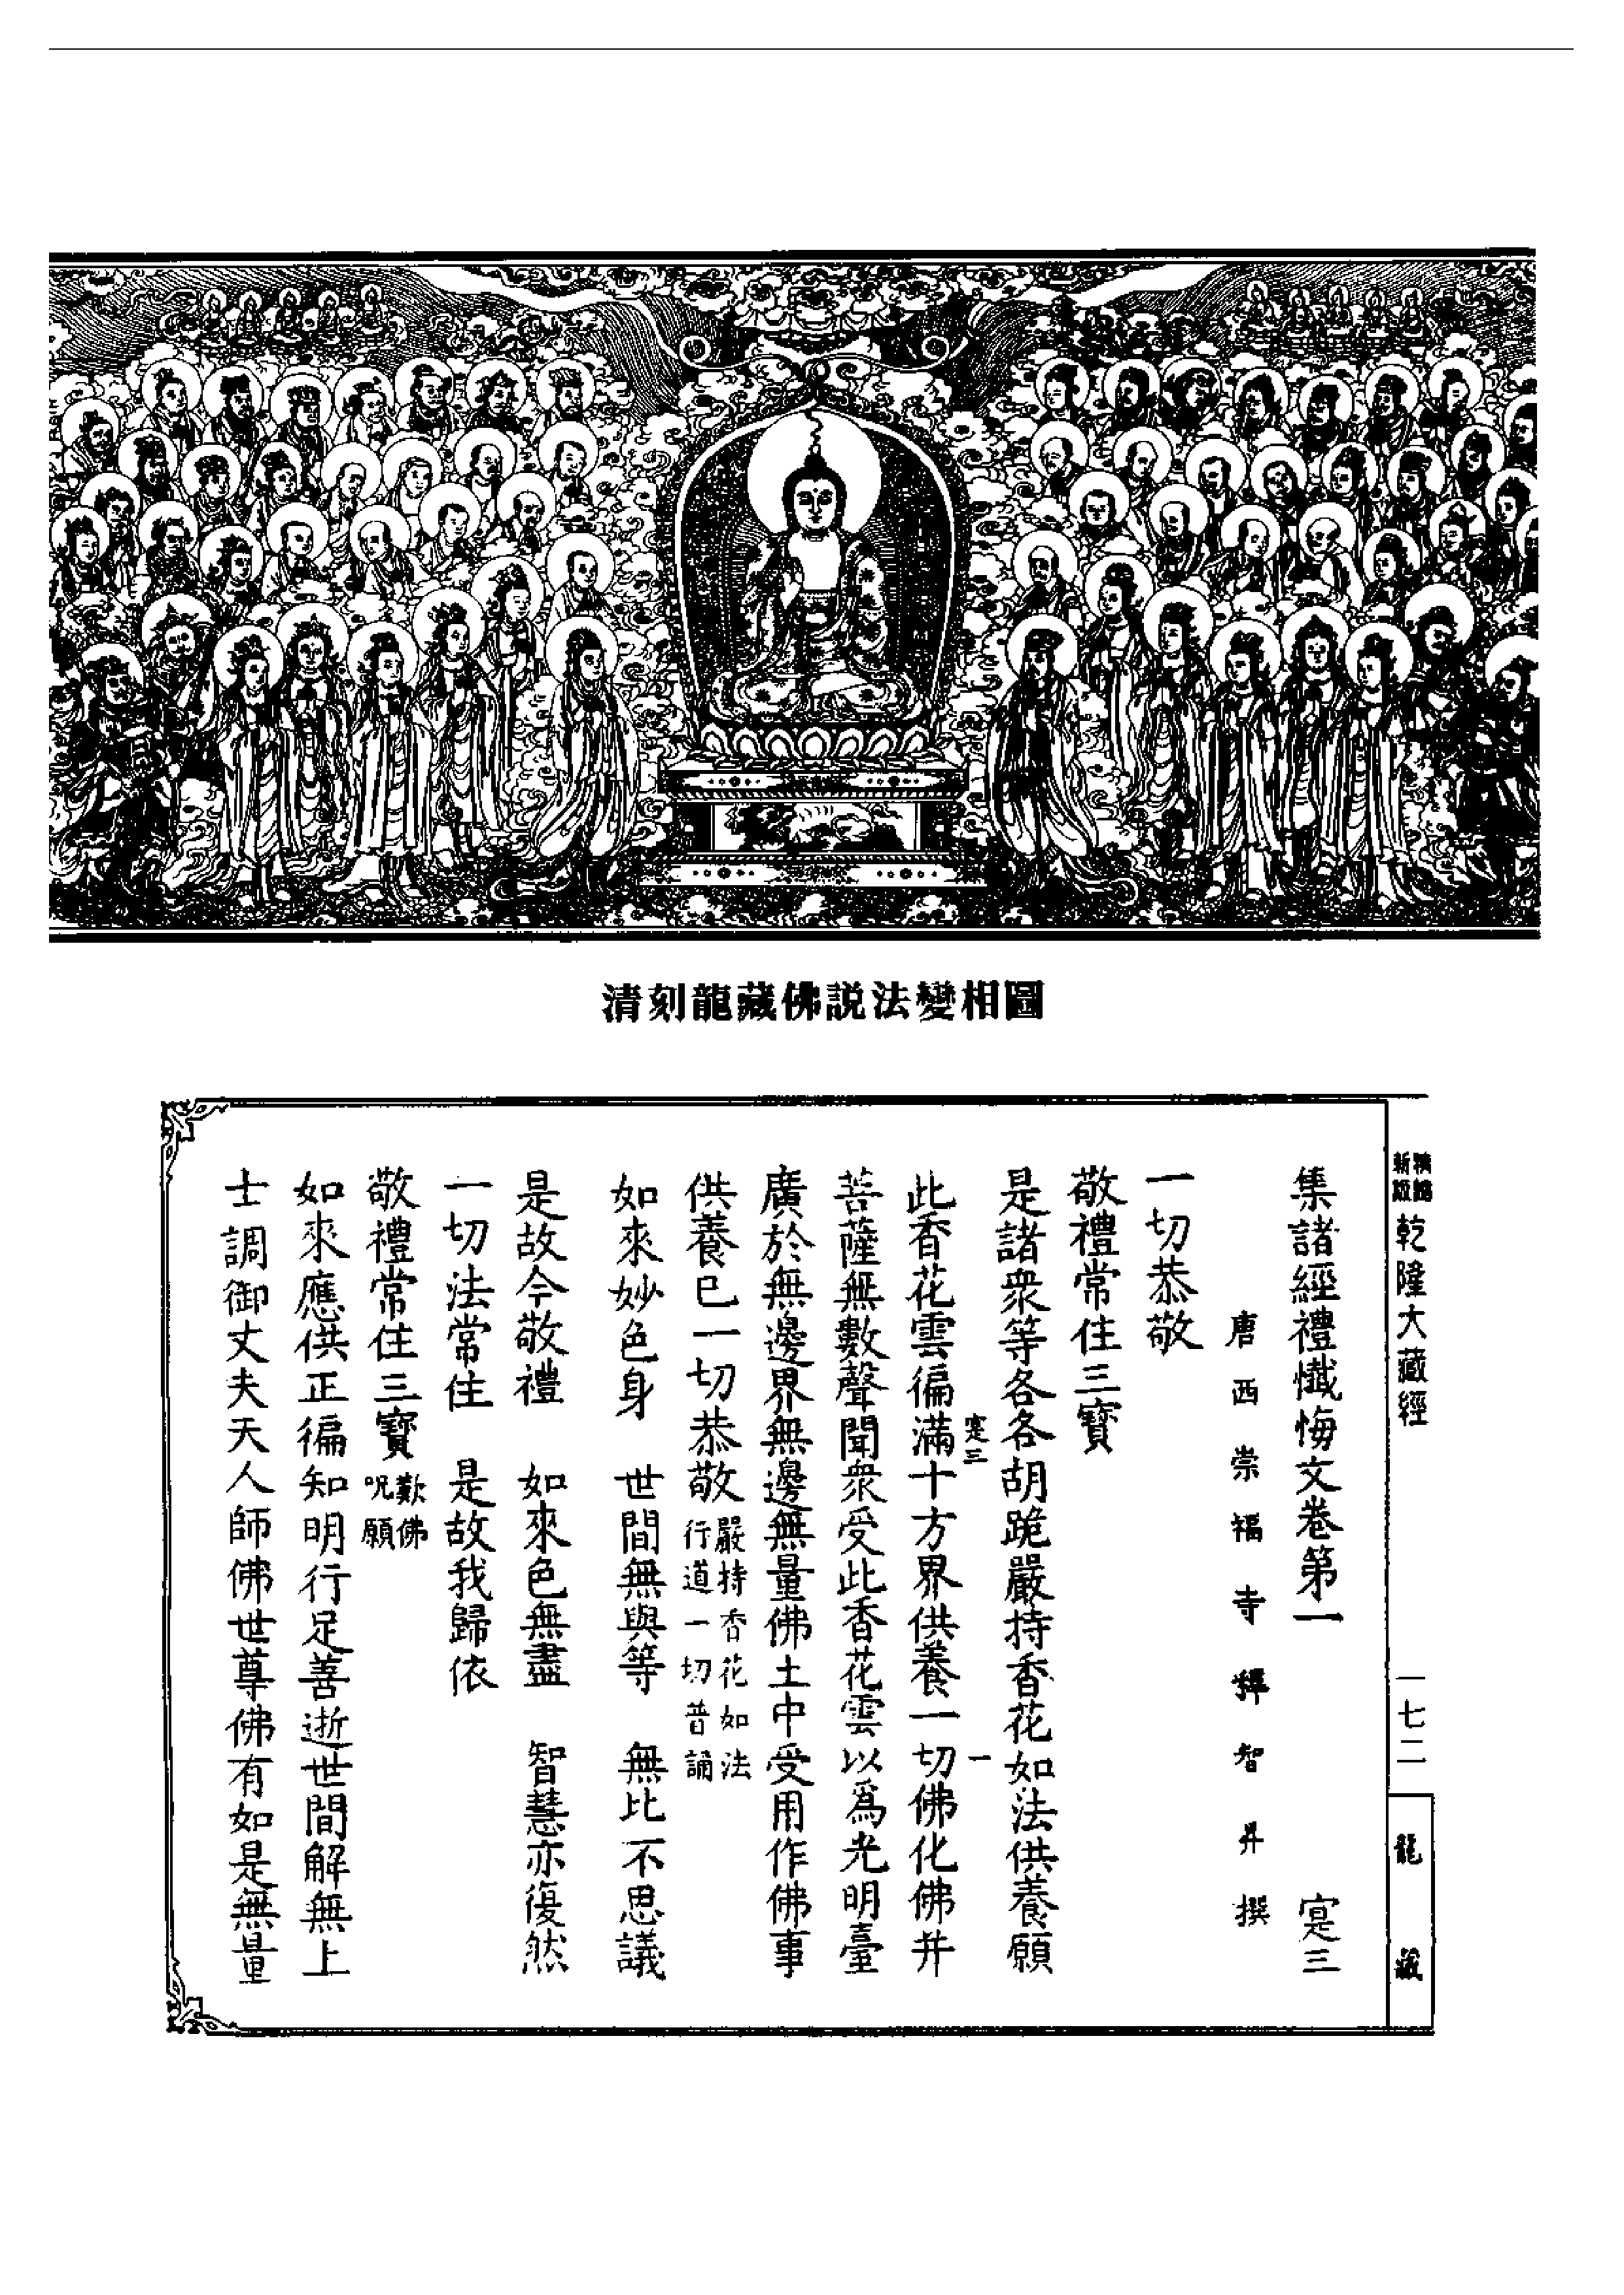 清刻龍藏佛説法變相圖
新版
乾隆大藏經
一七二
龍藏
集諸經禮懺悔文卷第一 寔三
唐西崇福寺釋智昇撰
一切恭敬
敬禮常住三寶
是諸衆等各各胡跪嚴持香花如法供養願
寔三 一
此香花雲徧滿十方界供養一切佛化佛并
菩薩無數聲聞衆受此香花雲以爲光明臺
廣於無邊界無邊無量佛土中受用作佛事
供養已一切恭敬 嚴持香花如法
行道一切普誦
如來妙色身 世間無與等 無比不思議
是故今敬禮 如來色無盡 智慧亦復然
一切法常住 是故我歸依
敬禮常住三寶 歎佛
呪願
如來應供正徧知明行足善逝世間解無上
士調御丈夫天人師佛世尊佛有如是無量